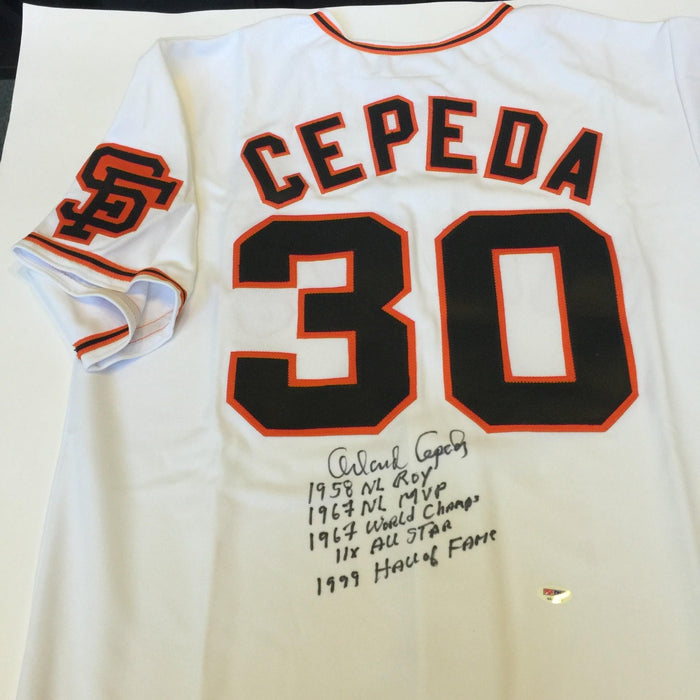 CEPEDA
SF
30
Orlando Cepeda
1958 NL ROY
1967 NL MVP
1967 WORLD CHAMPS
11x ALL STAR
1999 HALL of FAME